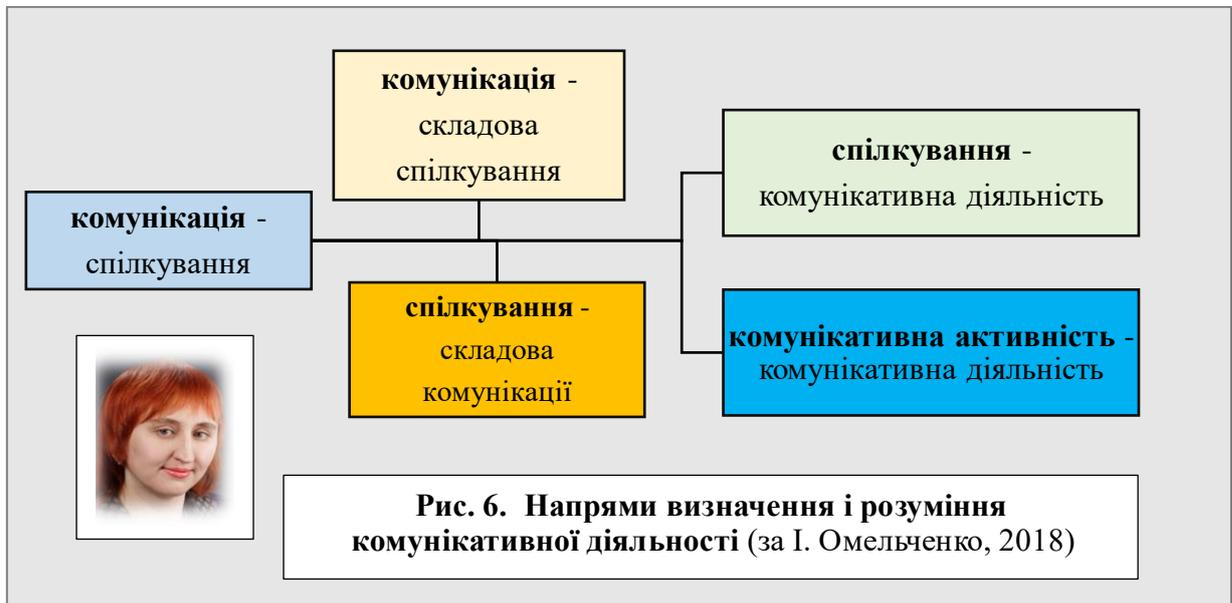 комунікація -
складова
спілкування
комунікація -
спілкування
спілкування -
складова
комунікації
спілкування -
комунікативна діяльність
комунікативна активність -
комунікативна діяльність
Рис. 6. Напрями визначення і розуміння
комунікативної діяльності (за І. Омельченко, 2018)